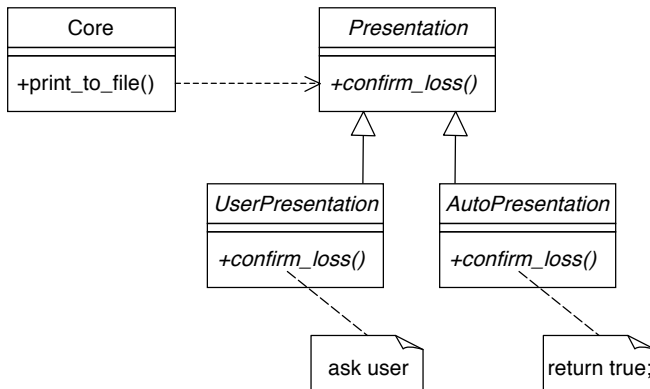 Core
Presentation
+print_to_file()
+confirm_loss()
UserPresentation
AutoPresentation
+confirm_loss()
+confirm_loss()
ask user
return true;